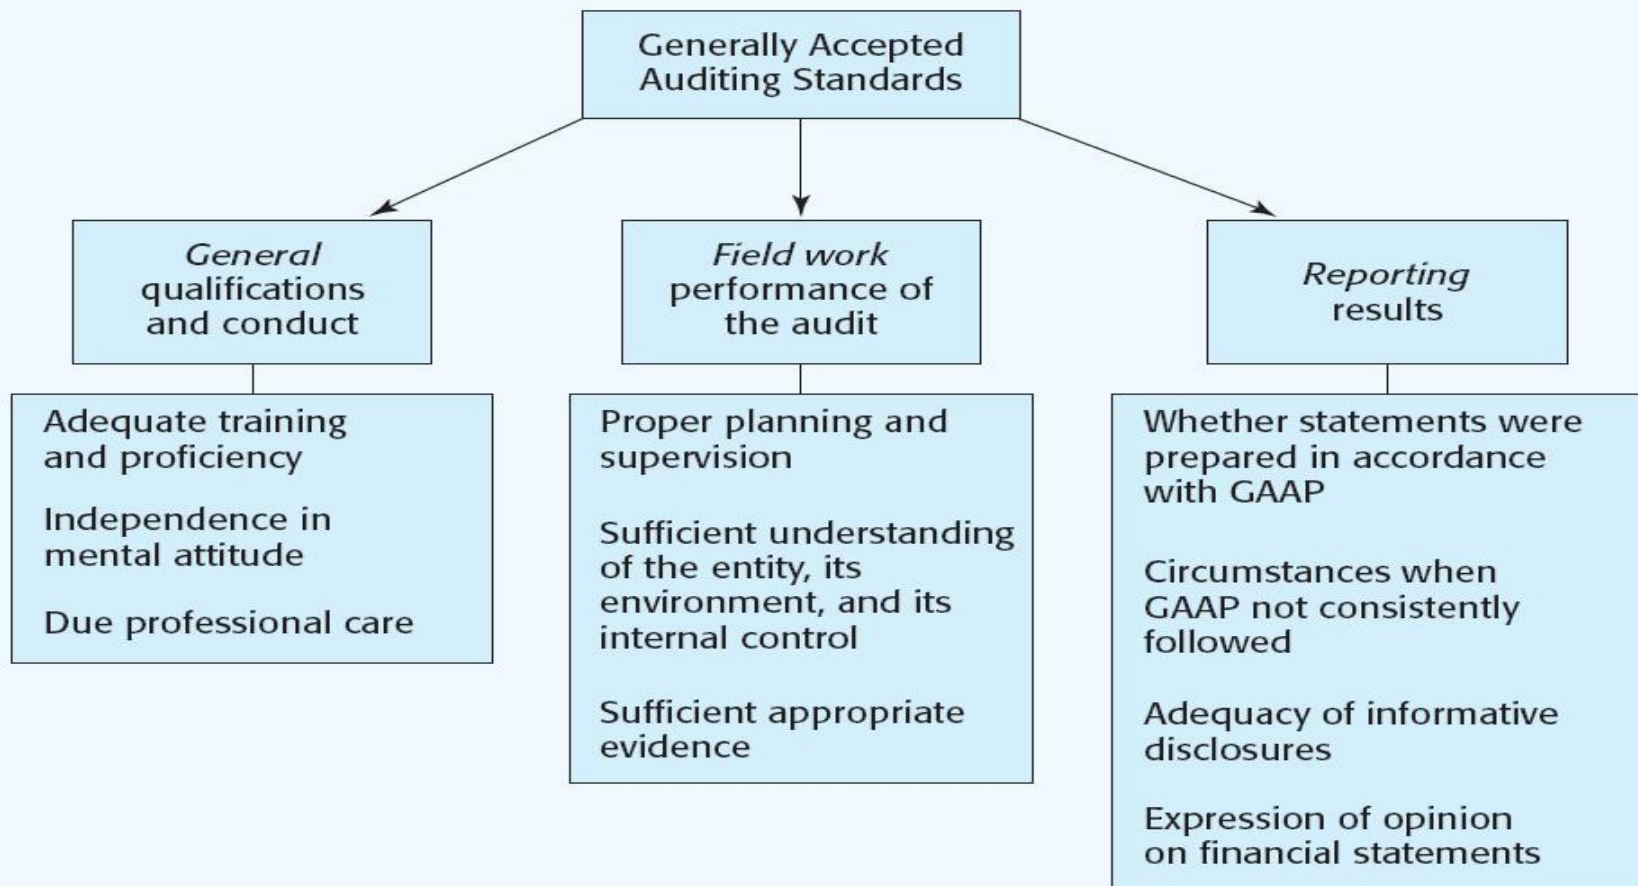 Generally Accepted
Auditing Standards
General
qualifications
and conduct
Adequate training
and proficiency
Independence in
mental attitude
Due professional care
Field work
performance of
the audit
Proper planning and
supervision
Sufficient understanding
of the entity, its
environment, and its
internal control
Sufficient appropriate
evidence
Reporting
results
Whether statements were
prepared in accordance
with GAAP
Circumstances when
GAAP not consistently
followed
Adequacy of informative
disclosures
Expression of opinion
on financial statements